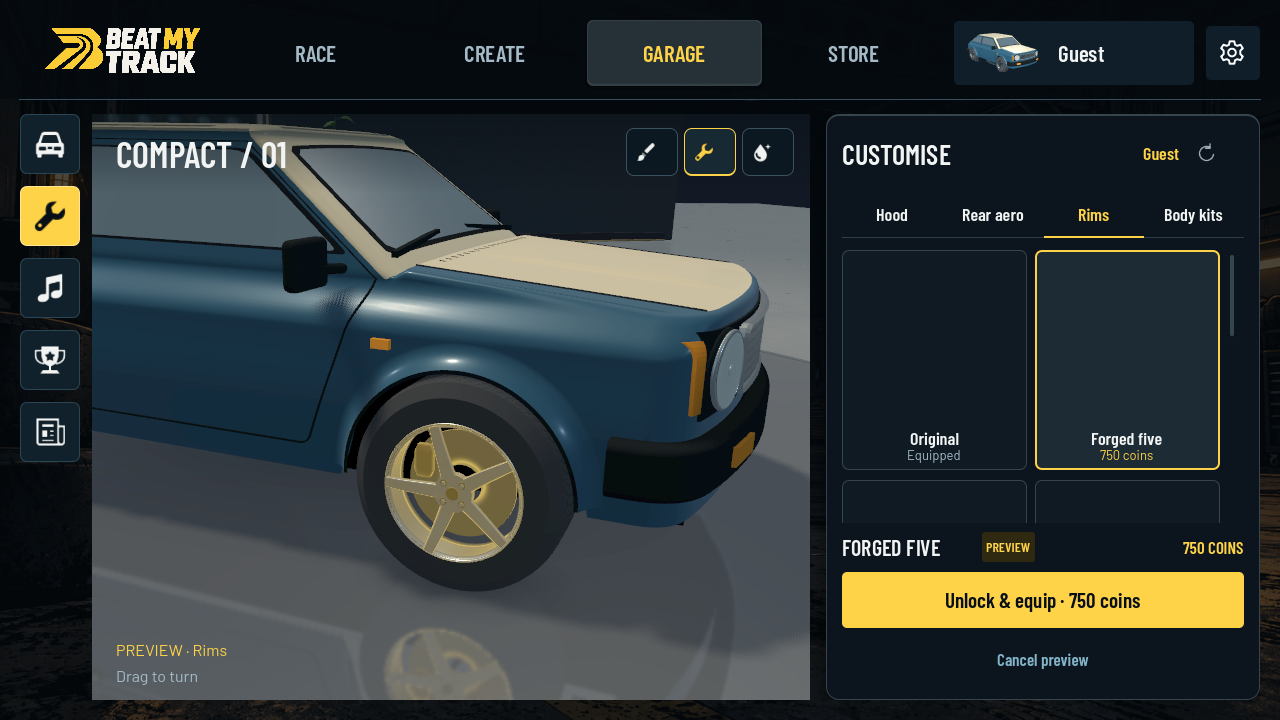 BEAT MY
TRACK
RACE
CREATE
GARAGE
STORE
Guest
COMPACT / 01
CUSTOMISE
Guest
Hood
Rear aero
Rims
Body kits
Original
Equipped
Forged five
750 coins
FORGED FIVE
PREVIEW
750 COINS
Unlock & equip · 750 coins
Cancel preview
PREVIEW · Rims
Drag to turn